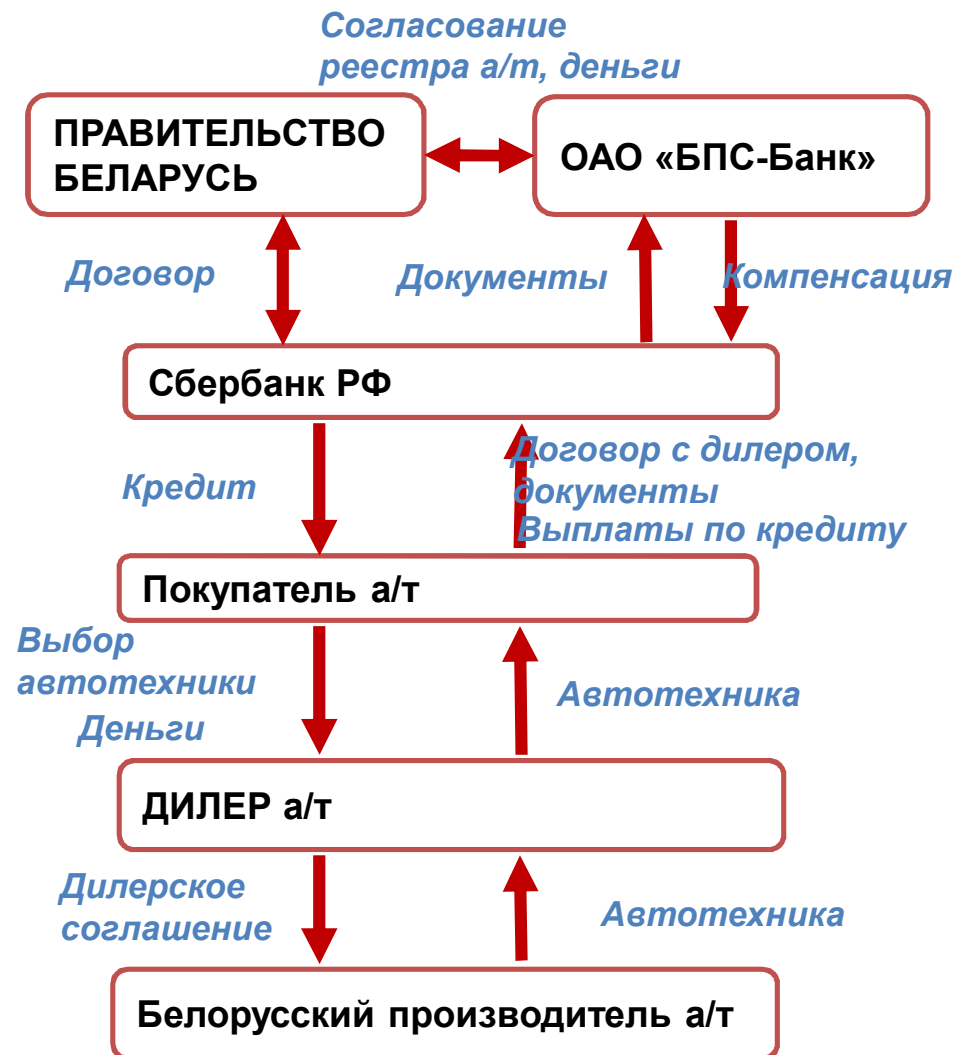 Согласование
реестра а/т, деньги
ПРАВИТЕЛЬСТВО
БЕЛАРУСЬ
ОАО «БПС-Банк»
Договор
Документы
Компенсация
Сбербанк РФ
Кредит
Договор с дилером,
документы
Выплаты по кредиту
Покупатель а/т
Выбор
автотехники
Деньги
Автотехника
ДИЛЕР а/т
Дилерское
соглашение
Автотехника
Белорусский производитель а/т